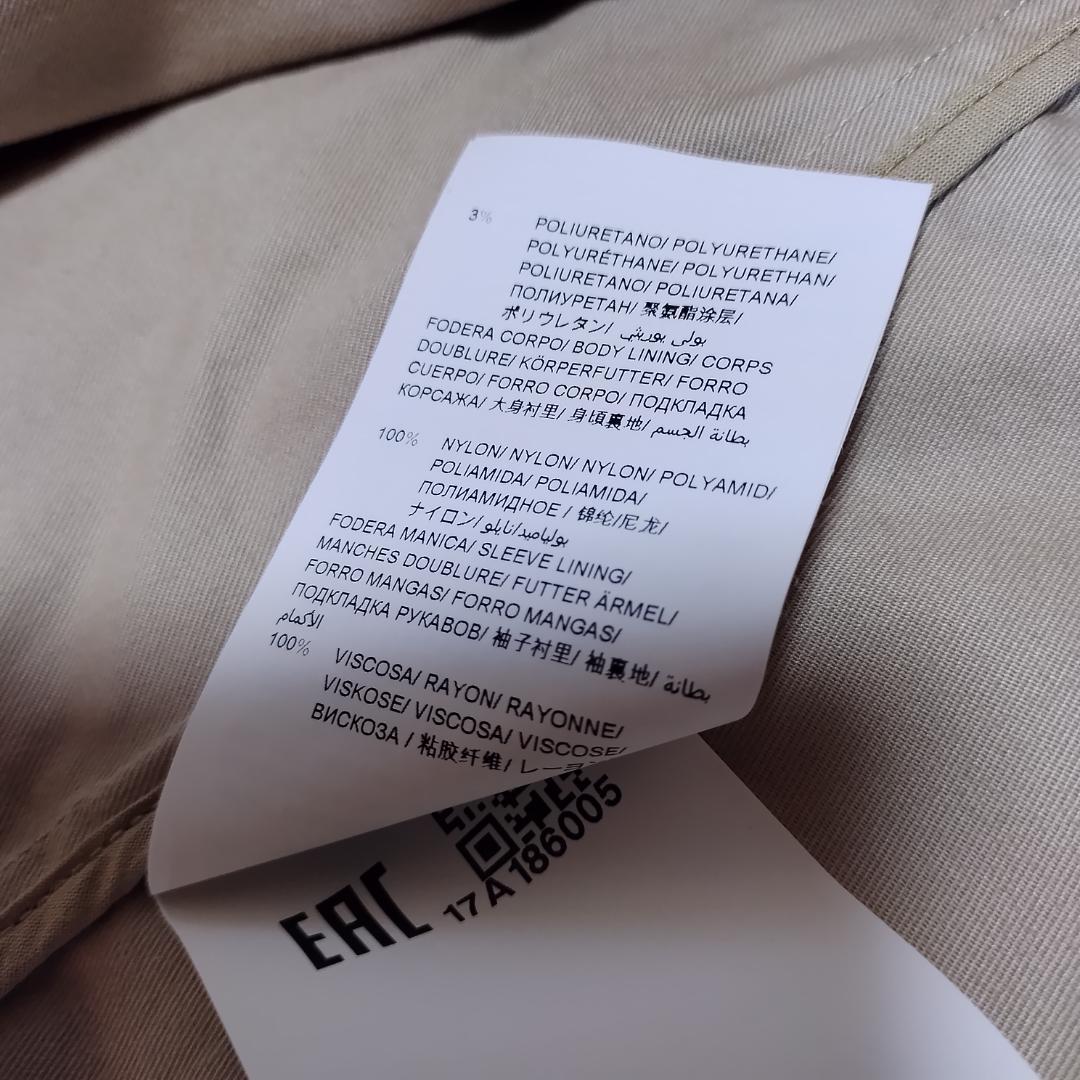 3% POLIURETANO/ POLYURETHANE/
POLYURÉTHANE/ POLYURETHAN/
POLIURETANO/ POLIURETANA/
ПОЛИУРЕТАН/ 聚氨酯涂层/
ポリウレタン/ بولی یوریثین
FODERA CORPO/ BODY LINING/ CORPS
DOUBLURE/ KÖRPERFUTTER/ FORRO
CUERPO/ FORRO CORPO/ ПОДКЛАДКА
КОРСАЖА/ 大身衬里/ 身頃裏地/ بطانة الجسم
100% NYLON/ NYLON/ NYLON/ POLYAMID/
POLIAMIDA/ POLIAMIDA/
ПОЛИАМИДНОЕ / 锦纶/尼龙/
ナイロン/ بولیامید/نایلو
FODERA MANICA/ SLEEVE LINING/
MANCHES DOUBLURE/ FUTTER ÄRMEL/
FORRO MANGAS/ FORRO MANGAS/
ПОДКЛАДКА РУКАВОВ/ 袖子衬里/ 袖裏地/ بطانة
الأكمام
100% VISCOSA/ RAYON/ RAYONNE/
VISKOSE/ VISCOSA/ VISCOSE/
ВИСКОЗА / 粘胶纤维/
EAC 17A186005